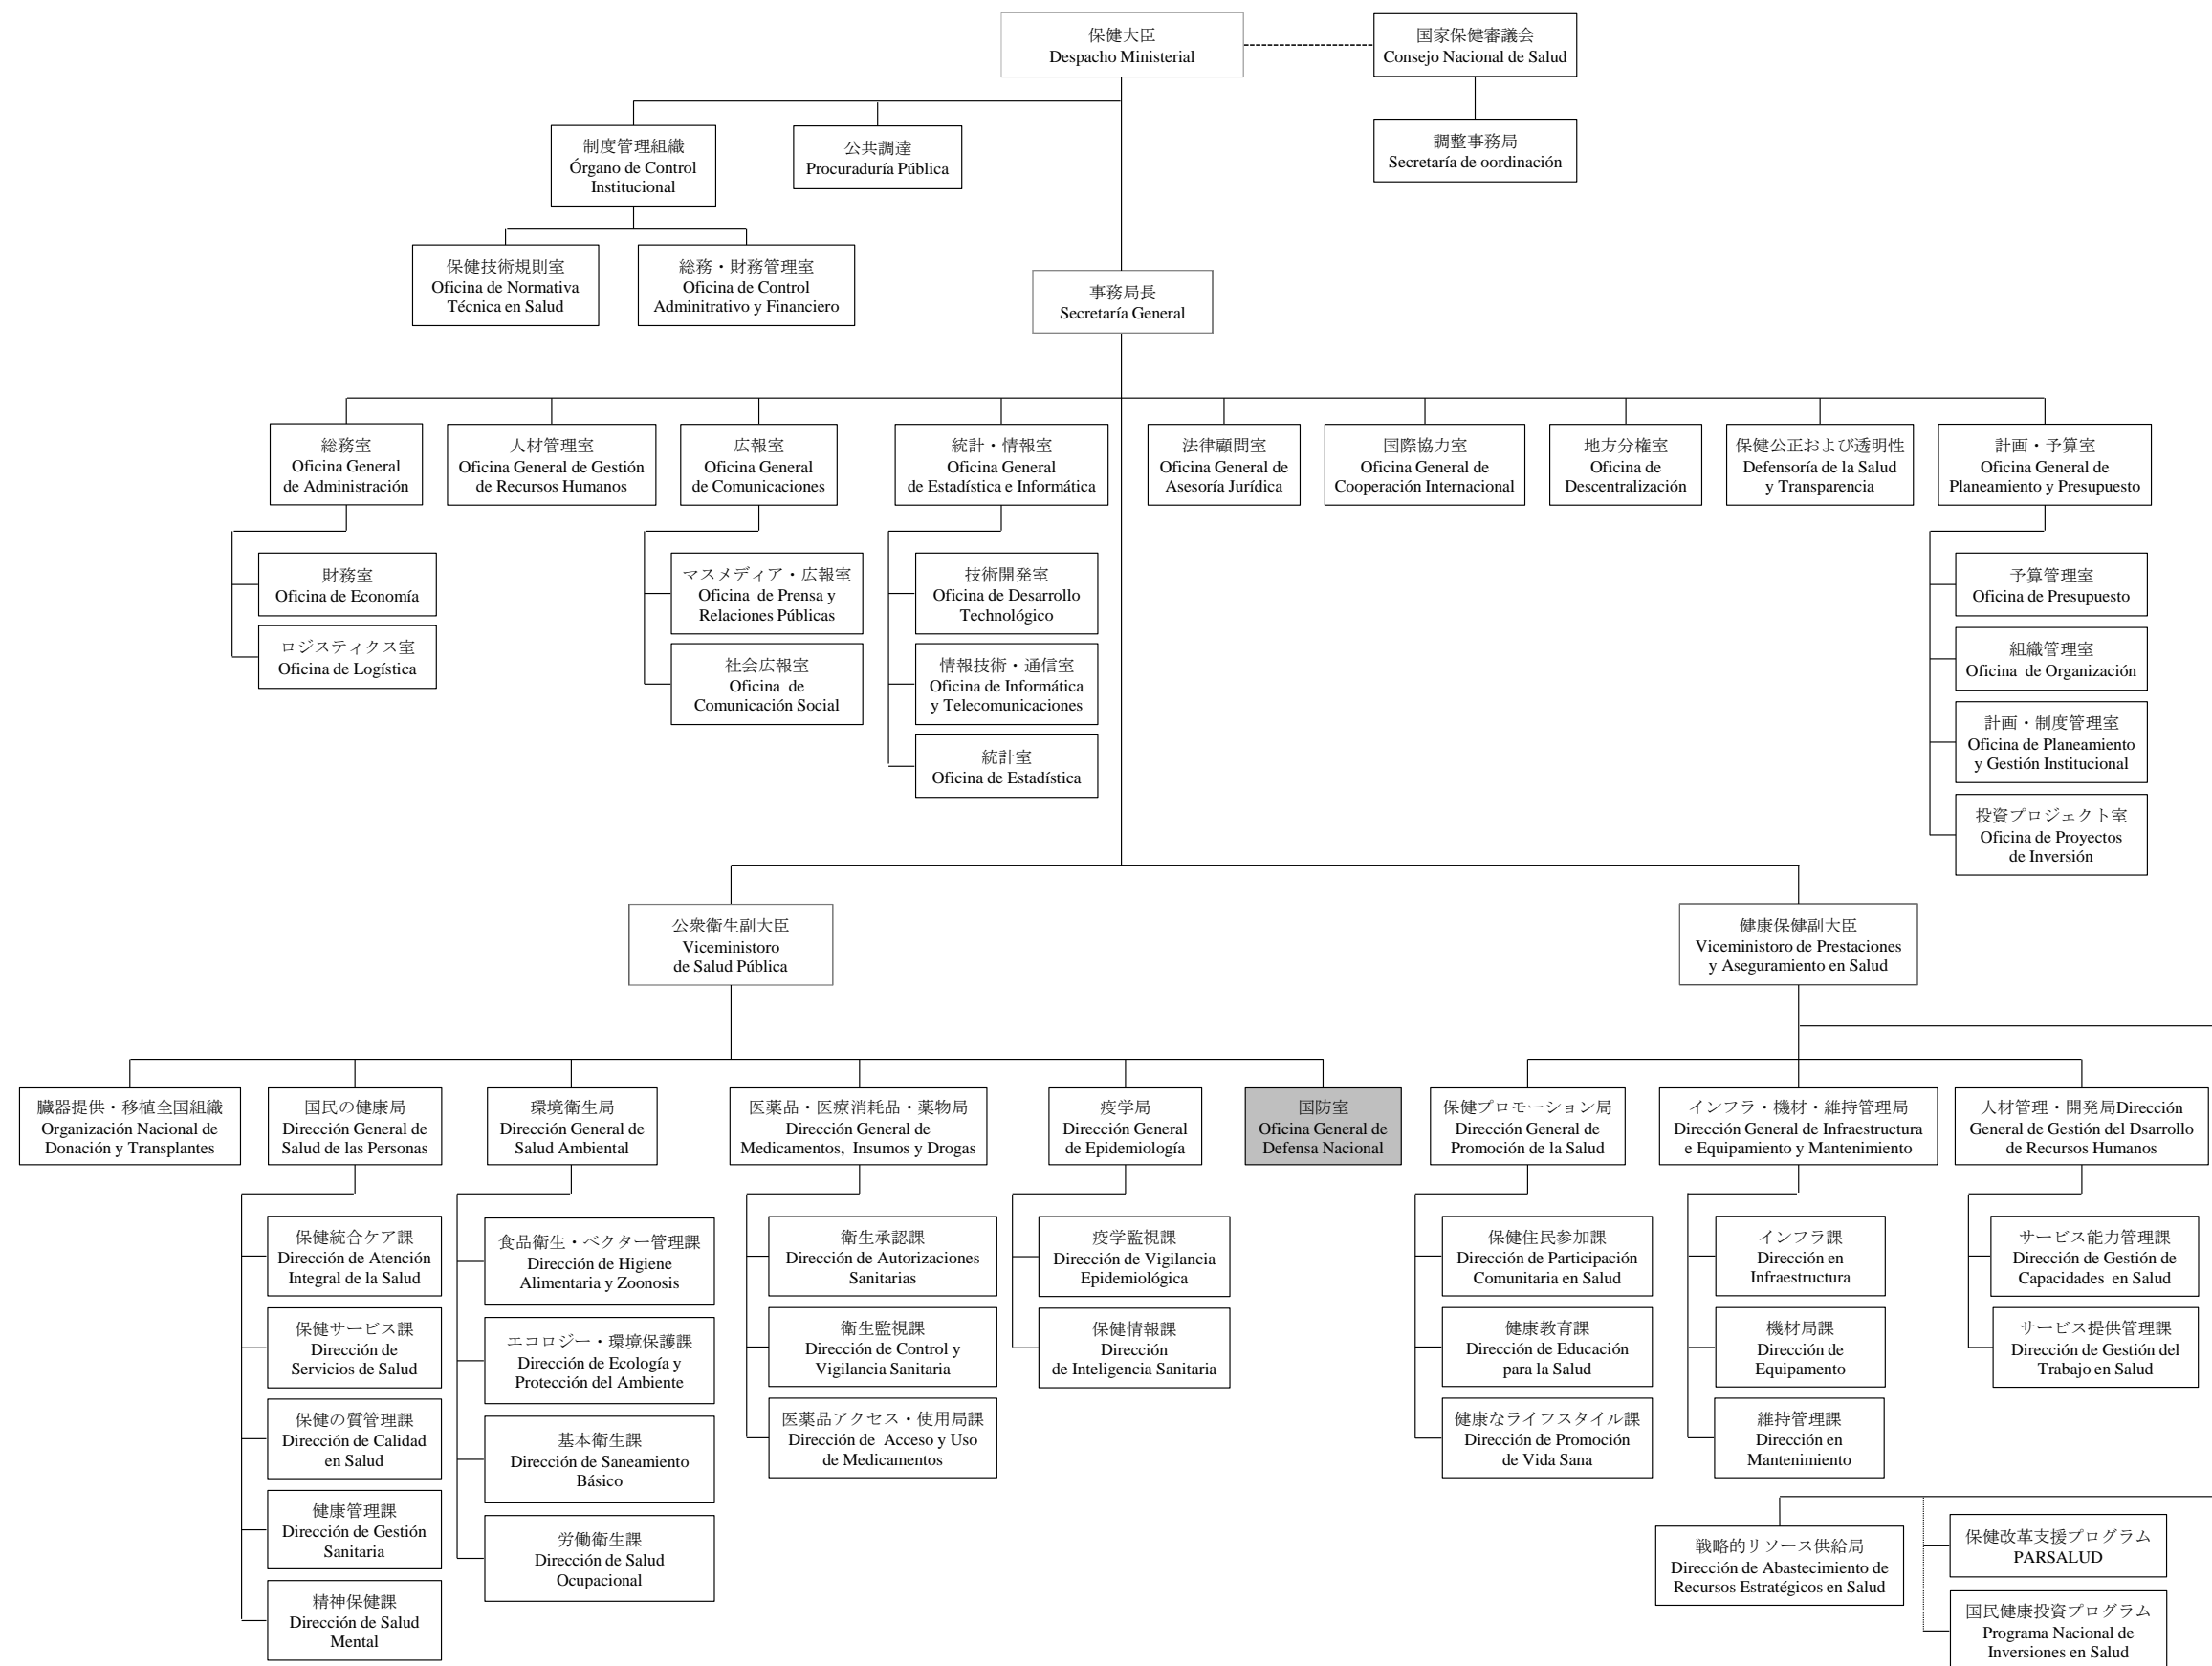 保健大臣
Despacho Ministerial
国家保健審議会
Consejo Nacional de Salud
制度管理組織
Órgano de Control
Institucional
公共調達
Procuraduría Pública
調整事務局
Secretaría de oordinación
保健技術規則室
Oficina de Normativa
Técnica en Salud
総務・財務管理室
Oficina de Control
Adminitrativo y Financiero
事務局長
Secretaría General
総務室
Oficina General
de Administración
人材管理室
Oficina General de Gestión
de Recursos Humanos
広報室
Oficina General
de Comunicaciones
統計・情報室
Oficina General
de Estadística e Informática
法律顧問室
Oficina General de
Asesoría Jurídica
国際協力室
Oficina General de
Cooperación Internacional
地方分権室
Oficina de
Descentralización
保健公正および透明性
Defensoría de la Salud
y Transparencia
計画・予算室
Oficina General de
Planeamiento y Presupuesto
財務室
Oficina de Economía
ロジスティクス室
Oficina de Logística
マスメディア・広報室
Oficina de Prensa y
Relaciones Públicas
社会広報室
Oficina de
Comunicación Social
技術開発室
Oficina de Desarrollo
Technológico
情報技術・通信室
Oficina de Informática
y Telecomunicaciones
統計室
Oficina de Estadística
予算管理室
Oficina de Presupuesto
組織管理室
Oficina de Organización
計画・制度管理室
Oficina de Planeamiento
y Gestión Institucional
投資プロジェクト室
Oficina de Proyectos
de Inversión
公衆衛生副大臣
Viceministoro
de Salud Pública
健康保健副大臣
Viceministoro de Prestaciones
y Aseguramiento en Salud
臓器提供・移植全国組織
Organización Nacional de
Donación y Transplantes
国民の健康局
Dirección General de
Salud de las Personas
環境衛生局
Dirección General de
Salud Ambiental
医薬品・医療消耗品・薬物局
Dirección General de
Medicamentos, Insumos y Drogas
疫学局
Dirección General
de Epidemiología
国防室
Oficina General de
Defensa Nacional
保健プロモーション局
Dirección General de
Promoción de la Salud
インフラ・機材・維持管理局
Dirección General de Infraestructura
e Equipamiento y Mantenimiento
人材管理・開発局Dirección
General de Gestión del Dsarrollo
de Recursos Humanos
保健統合ケア課
Dirección de Atención
Integral de la Salud
保健サービス課
Dirección de
Servicios de Salud
保健の質管理課
Dirección de Calidad
en Salud
健康管理課
Dirección de Gestión
Sanitaria
精神保健課
Dirección de Salud
Mental
食品衛生・ベクター管理課
Dirección de Higiene
Alimentaria y Zoonosis
エコロジー・環境保護課
Dirección de Ecología y
Protección del Ambiente
基本衛生課
Dirección de Saneamiento
Básico
労働衛生課
Dirección de Salud
Ocupacional
衛生承認課
Dirección de Autorizaciones
Sanitarias
衛生監視課
Dirección de Control y
Vigilancia Sanitaria
医薬品アクセス・使用局課
Dirección de Acceso y Uso
de Medicamentos
疫学監視課
Dirección de Vigilancia
Epidemiológica
保健情報課
Dirección
de Inteligencia Sanitaria
保健住民参加課
Dirección de Participación
Comunitaria en Salud
健康教育課
Dirección de Educación
para la Salud
健康なライフスタイル課
Dirección de Promoción
de Vida Sana
インフラ課
Dirección en
Infraestructura
機材局課
Dirección de
Equipamento
維持管理課
Dirección en
Mantenimiento
サービス能力管理課
Dirección de Gestión de
Capacidades en Salud
サービス提供管理課
Dirección de Gestión del
Trabajo en Salud
戦略的リソース供給局
Dirección de Abastecimiento de
Recursos Estratégicos en Salud
保健改革支援プログラム
PARSALUD
国民健康投資プログラム
Programa Nacional de
Inversiones en Salud